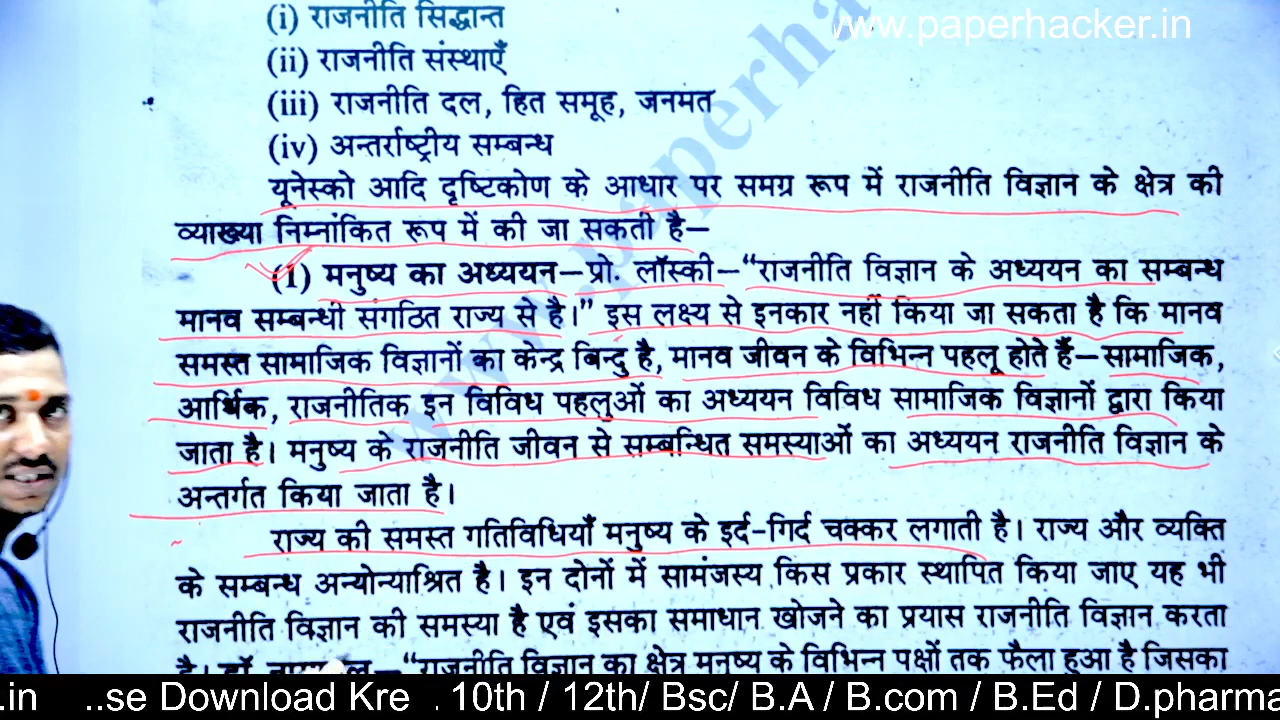 www.paperhacker.in
(i) राजनीति सिद्धान्त
(ii) राजनीति संस्थाएँ
(iii) राजनीति दल, हित समूह, जनमत
(iv) अन्तर्राष्ट्रीय सम्बन्ध
यूनेस्को आदि दृष्टिकोण के आधार पर समग्र रूप में राजनीति विज्ञान के क्षेत्र की
व्याख्या निम्नांकित रूप में की जा सकती है–
(1) मनुष्य का अध्ययन–प्रो. लॉस्की–“राजनीति विज्ञान के अध्ययन का सम्बन्ध
मानव सम्बन्धी संगठित राज्य से है।” इस लक्ष्य से इनकार नहीं किया जा सकता है कि मानव
समस्त सामाजिक विज्ञानों का केन्द्र बिन्दु है, मानव जीवन के विभिन्न पहलू होते हैं–सामाजिक,
आर्थिक, राजनीतिक इन विविध पहलुओं का अध्ययन विविध सामाजिक विज्ञानों द्वारा किया
जाता है। मनुष्य के राजनीति जीवन से सम्बन्धित समस्याओं का अध्ययन राजनीति विज्ञान के
अन्तर्गत किया जाता है।
राज्य की समस्त गतिविधियाँ मनुष्य के इर्द-गिर्द चक्कर लगाती है। राज्य और व्यक्ति
के सम्बन्ध अन्योन्याश्रित है। इन दोनों में सामंजस्य किस प्रकार स्थापित किया जाए यह भी
राजनीति विज्ञान की समस्या है एवं इसका समाधान खोजने का प्रयास राजनीति विज्ञान करता
है। “राजनीति विज्ञान का क्षेत्र मनुष्य के विभिन्न पक्षों तक फैला हुआ है जिसका
www.paperha
.in ..se Download Kre . 10th / 12th/ Bsc/ B.A / B.com / B.Ed / D.pharma